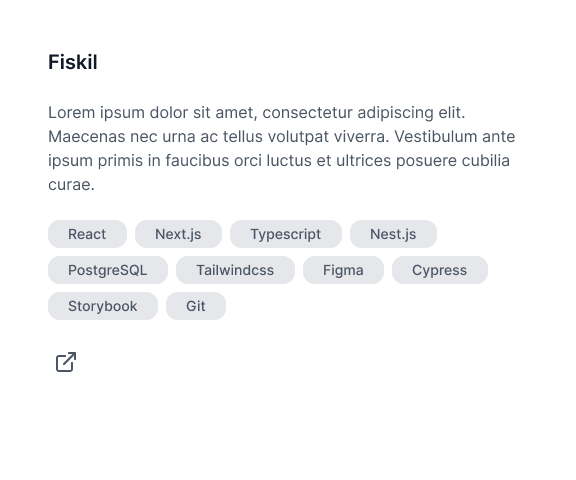 Fiskil
Lorem ipsum dolor sit amet, consectetur adipiscing elit.
Maecenas nec urna ac tellus volutpat viverra. Vestibulum ante
ipsum primis in faucibus orci luctus et ultrices posuere cubilia
curae.
React Next.js Typescript Nest.js
PostgreSQL Tailwindcss Figma Cypress
Storybook Git